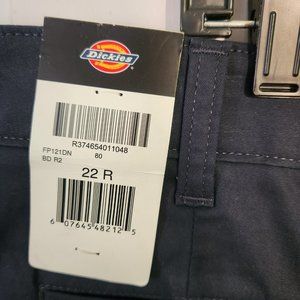 Dickies
R374654011048
FP121DN
80
BD R2
22 R
6 07645 48212 5